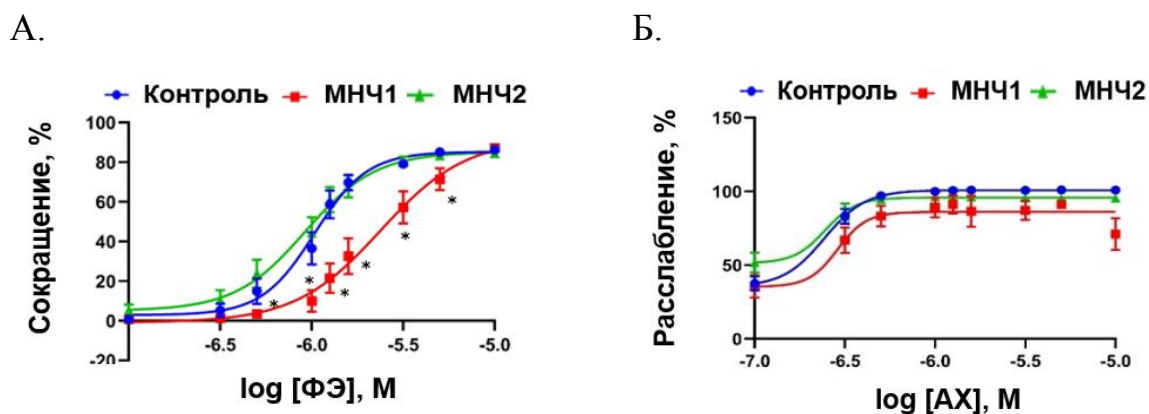 А.
Б.
Контроль МНЧ1 МНЧ2
Сокращение, %
100
80
60
40
20
0
-20
-6.5 -6.0 -5.5 -5.0
* * * * * *
log [ФЭ], М
Контроль МНЧ1 МНЧ2
Расслабление, %
150
100
50
0
-7.0 -6.5 -6.0 -5.5 -5.0
log [АХ], М